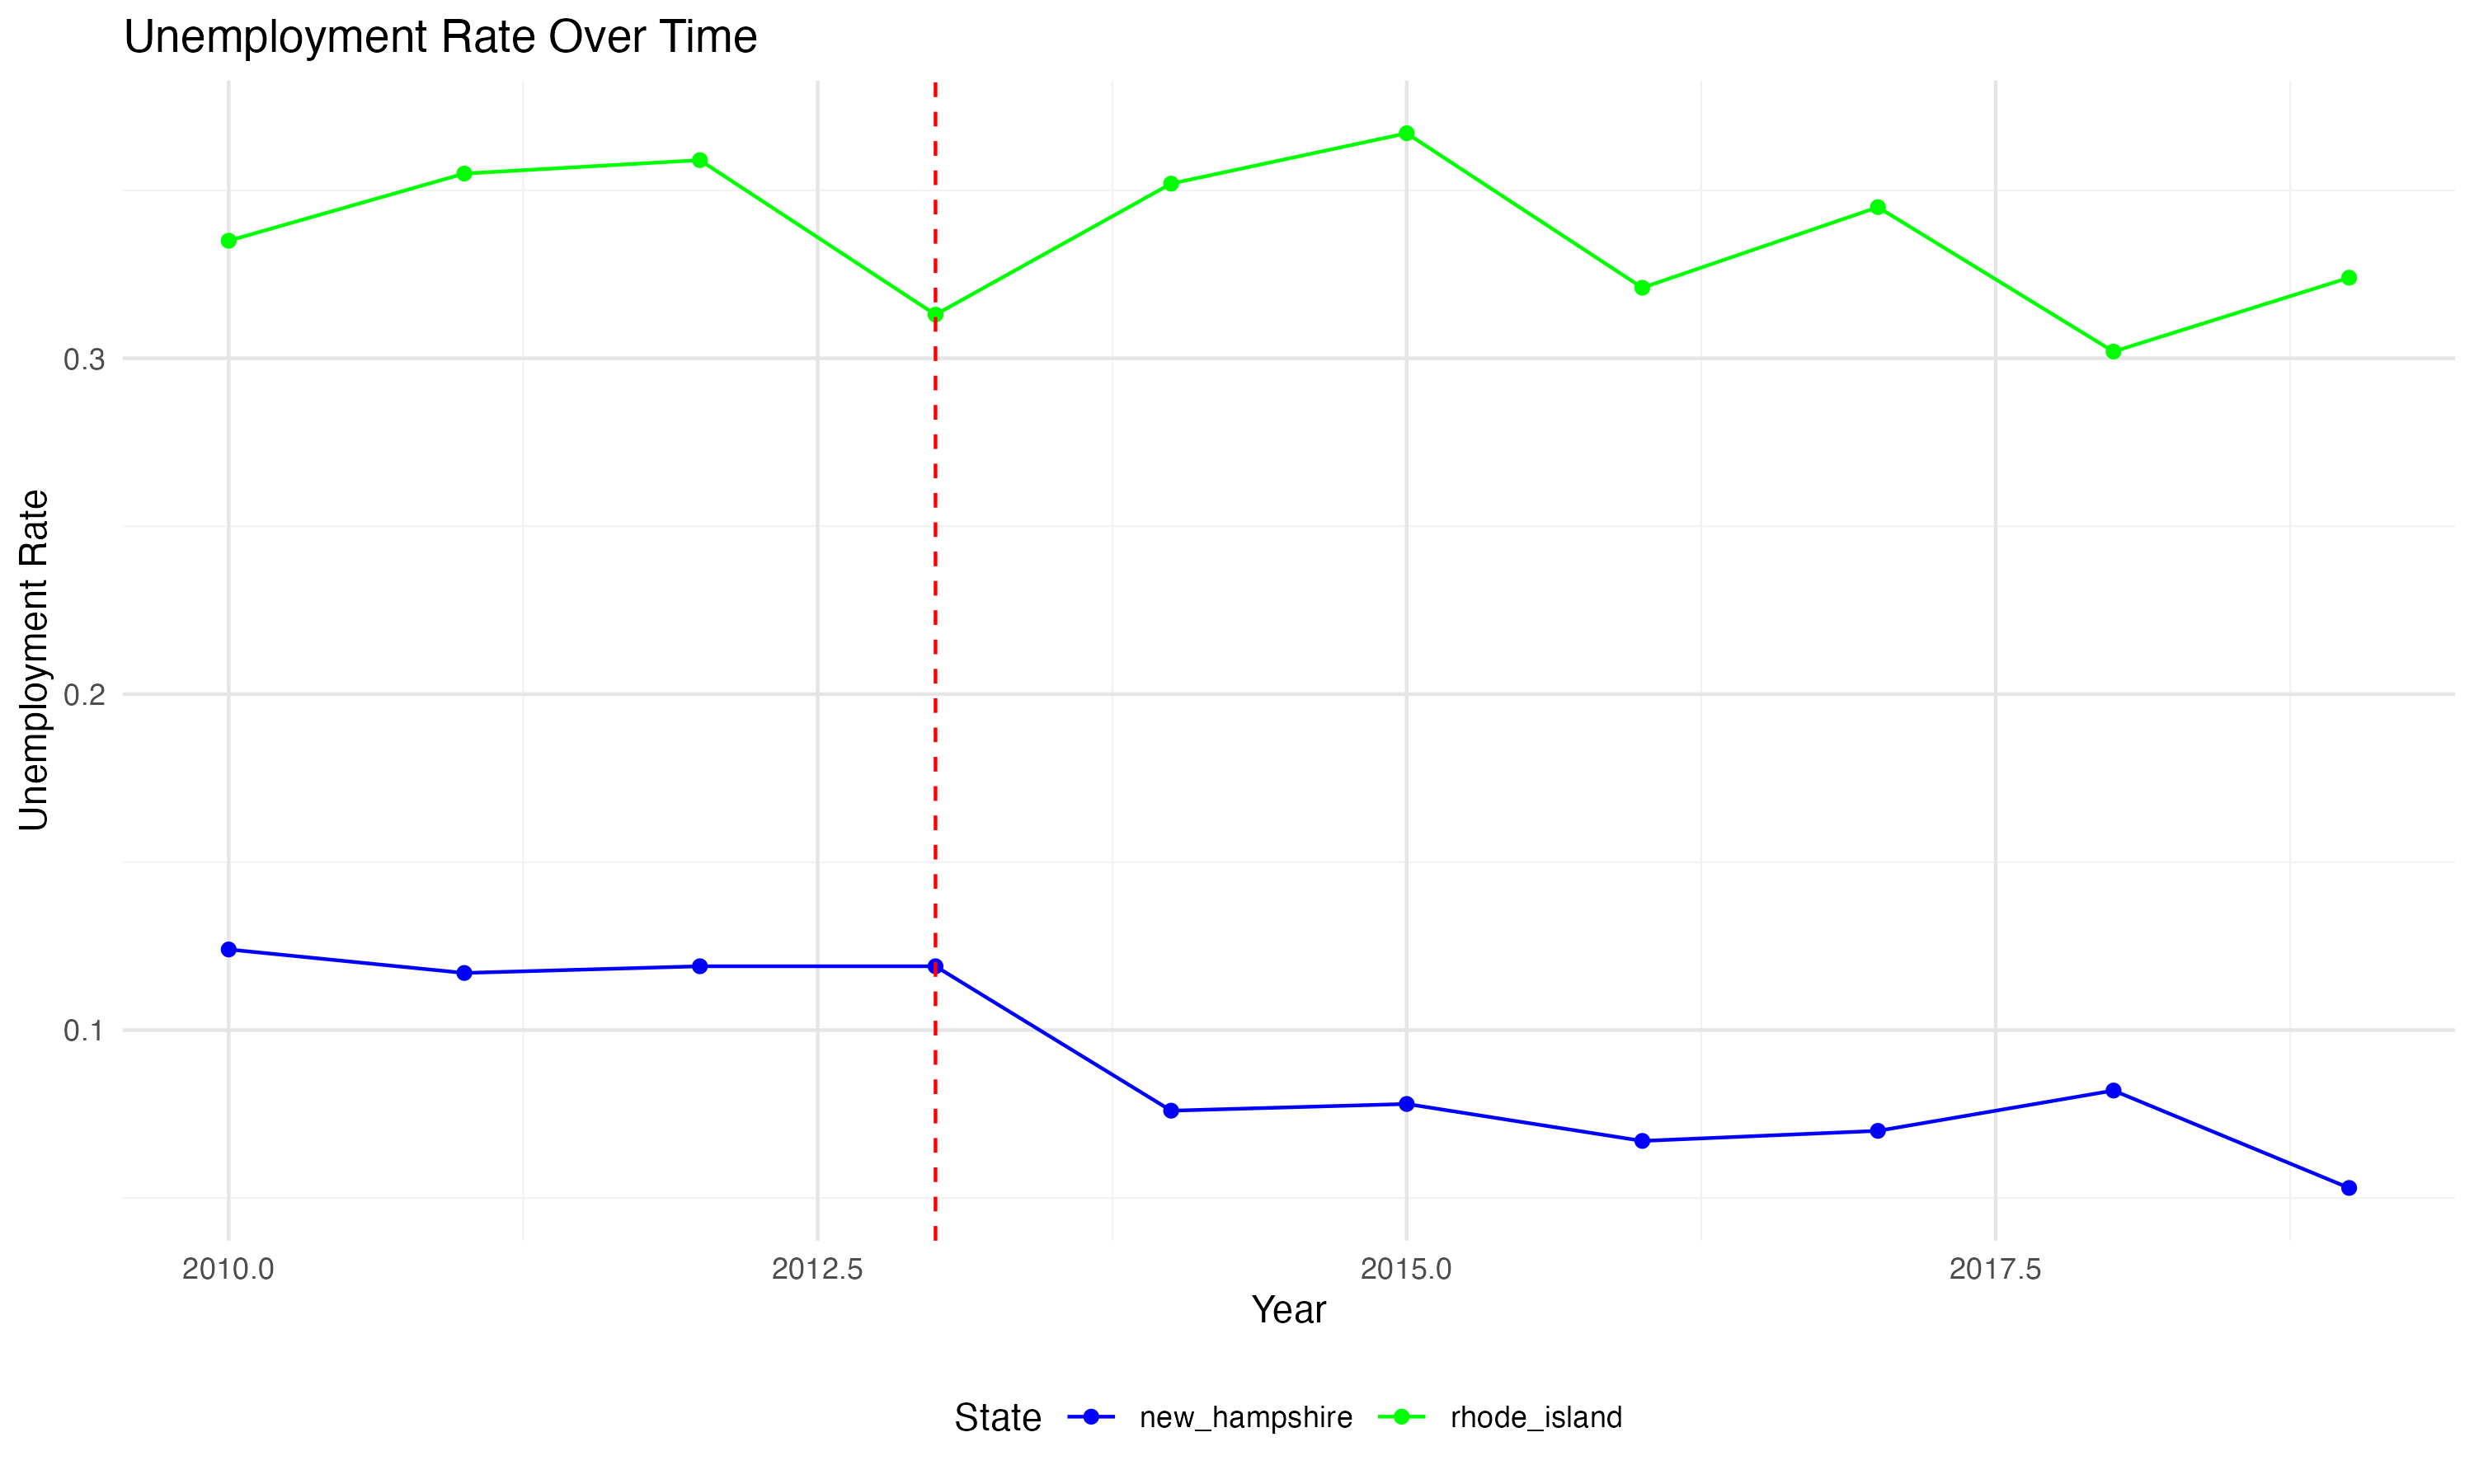 Unemployment Rate Over Time
Unemployment Rate
0.3
0.2
0.1
2010.0 2012.5 2015.0 2017.5
Year
State new_hampshire rhode_island